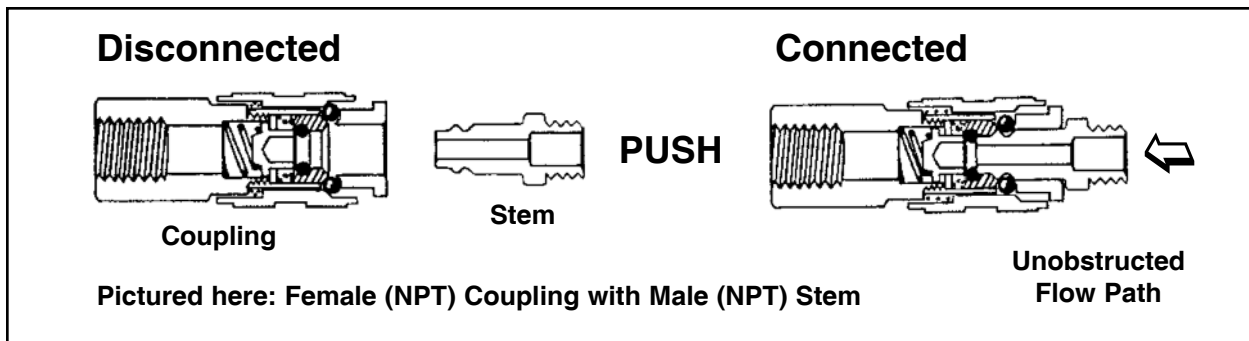 Disconnected
Connected
PUSH
Stem
Coupling
Unobstructed
Flow Path
Pictured here: Female (NPT) Coupling with Male (NPT) Stem